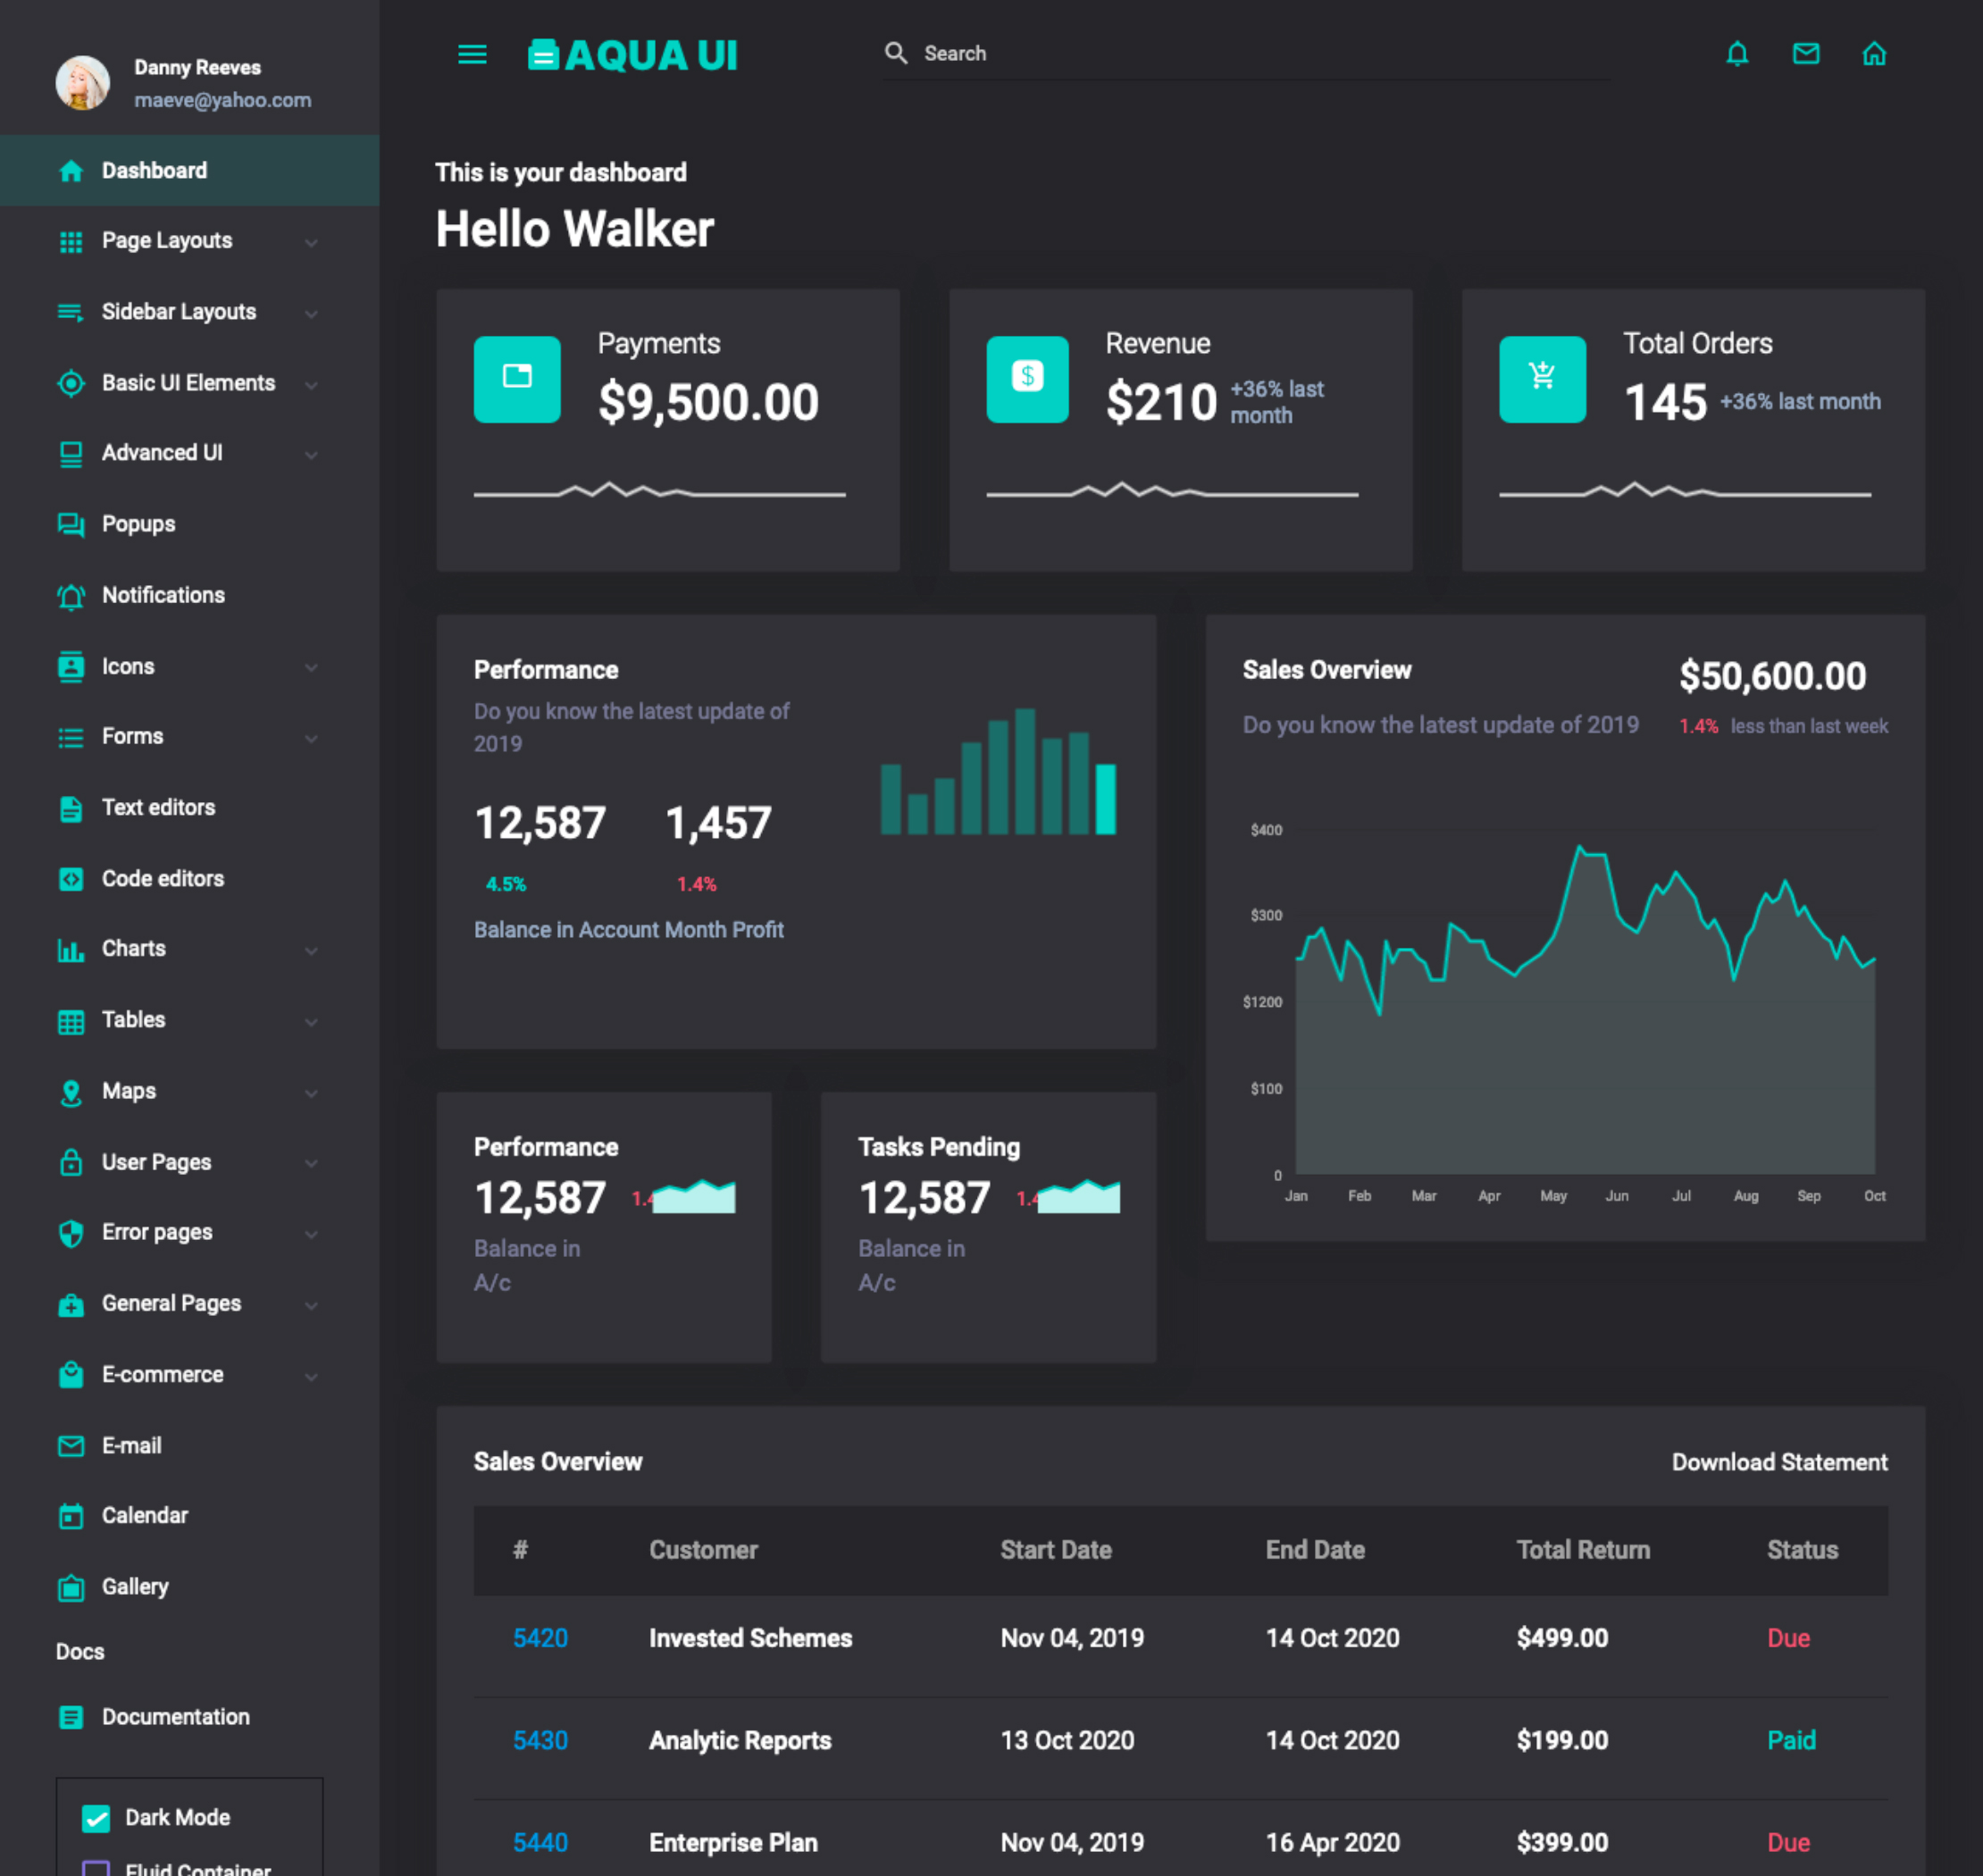 Danny Reeves
maeve@yahoo.com
Dashboard
Page Layouts
Sidebar Layouts
Basic UI Elements
Advanced UI
Popups
Notifications
Icons
Forms
Text editors
Code editors
Charts
Tables
Maps
User Pages
Error pages
General Pages
E-commerce
E-mail
Calendar
Gallery
Docs
Documentation
Dark Mode
Fluid Container
AQUA UI
Search
This is your dashboard
Hello Walker
Payments
$9,500.00
Revenue
$210 +36% last
month
Total Orders
145 +36% last month
Performance
Do you know the latest update of
2019
12,587 1,457
4.5% 1.4%
Balance in Account Month Profit
Sales Overview
$50,600.00
Do you know the latest update of 2019
1.4% less than last week
$400
$300
$1200
$100
0
Jan Feb Mar Apr May Jun Jul Aug Sep Oct
Performance
12,587
Balance in
A/c
Tasks Pending
12,587
Balance in
A/c
Sales Overview
Download Statement
# Customer Start Date End Date Total Return Status
5420 Invested Schemes Nov 04, 2019 14 Oct 2020 $499.00 Due
5430 Analytic Reports 13 Oct 2020 14 Oct 2020 $199.00 Paid
5440 Enterprise Plan Nov 04, 2019 16 Apr 2020 $399.00 Due